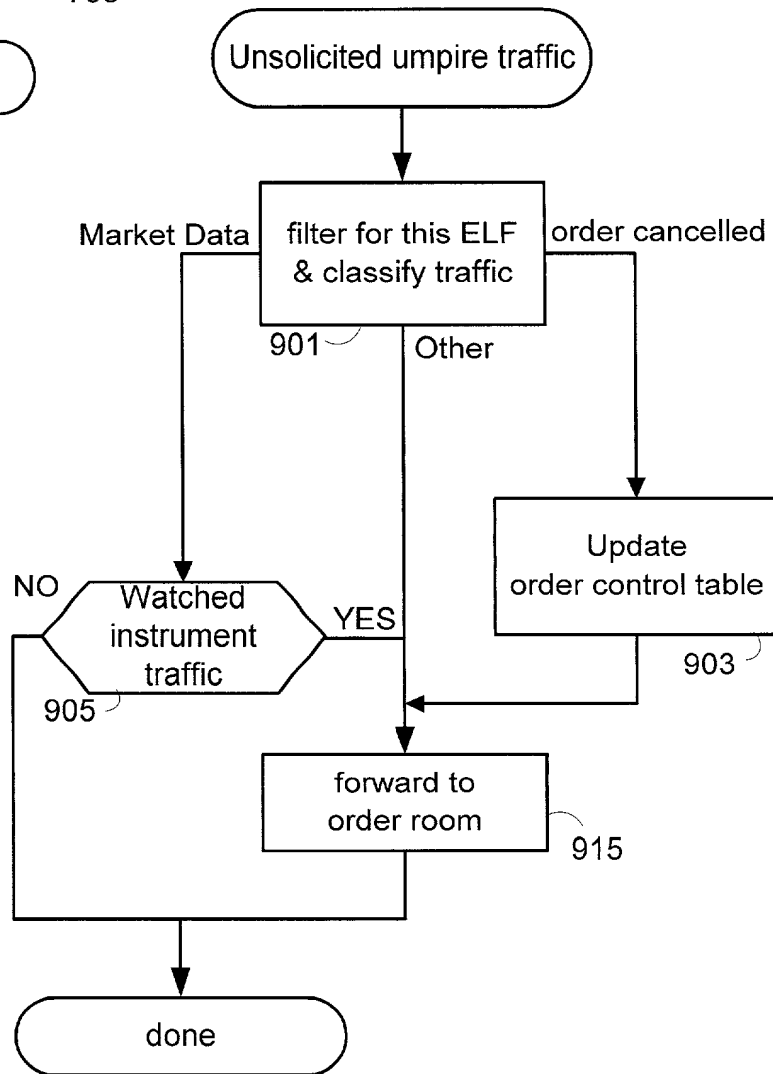 Unsolicited umpire traffic
Market Data
filter for this ELF
& classify traffic
order cancelled
901
Other
Update
order control table
903
NO
Watched
instrument
traffic
YES
905
forward to
order room
915
done